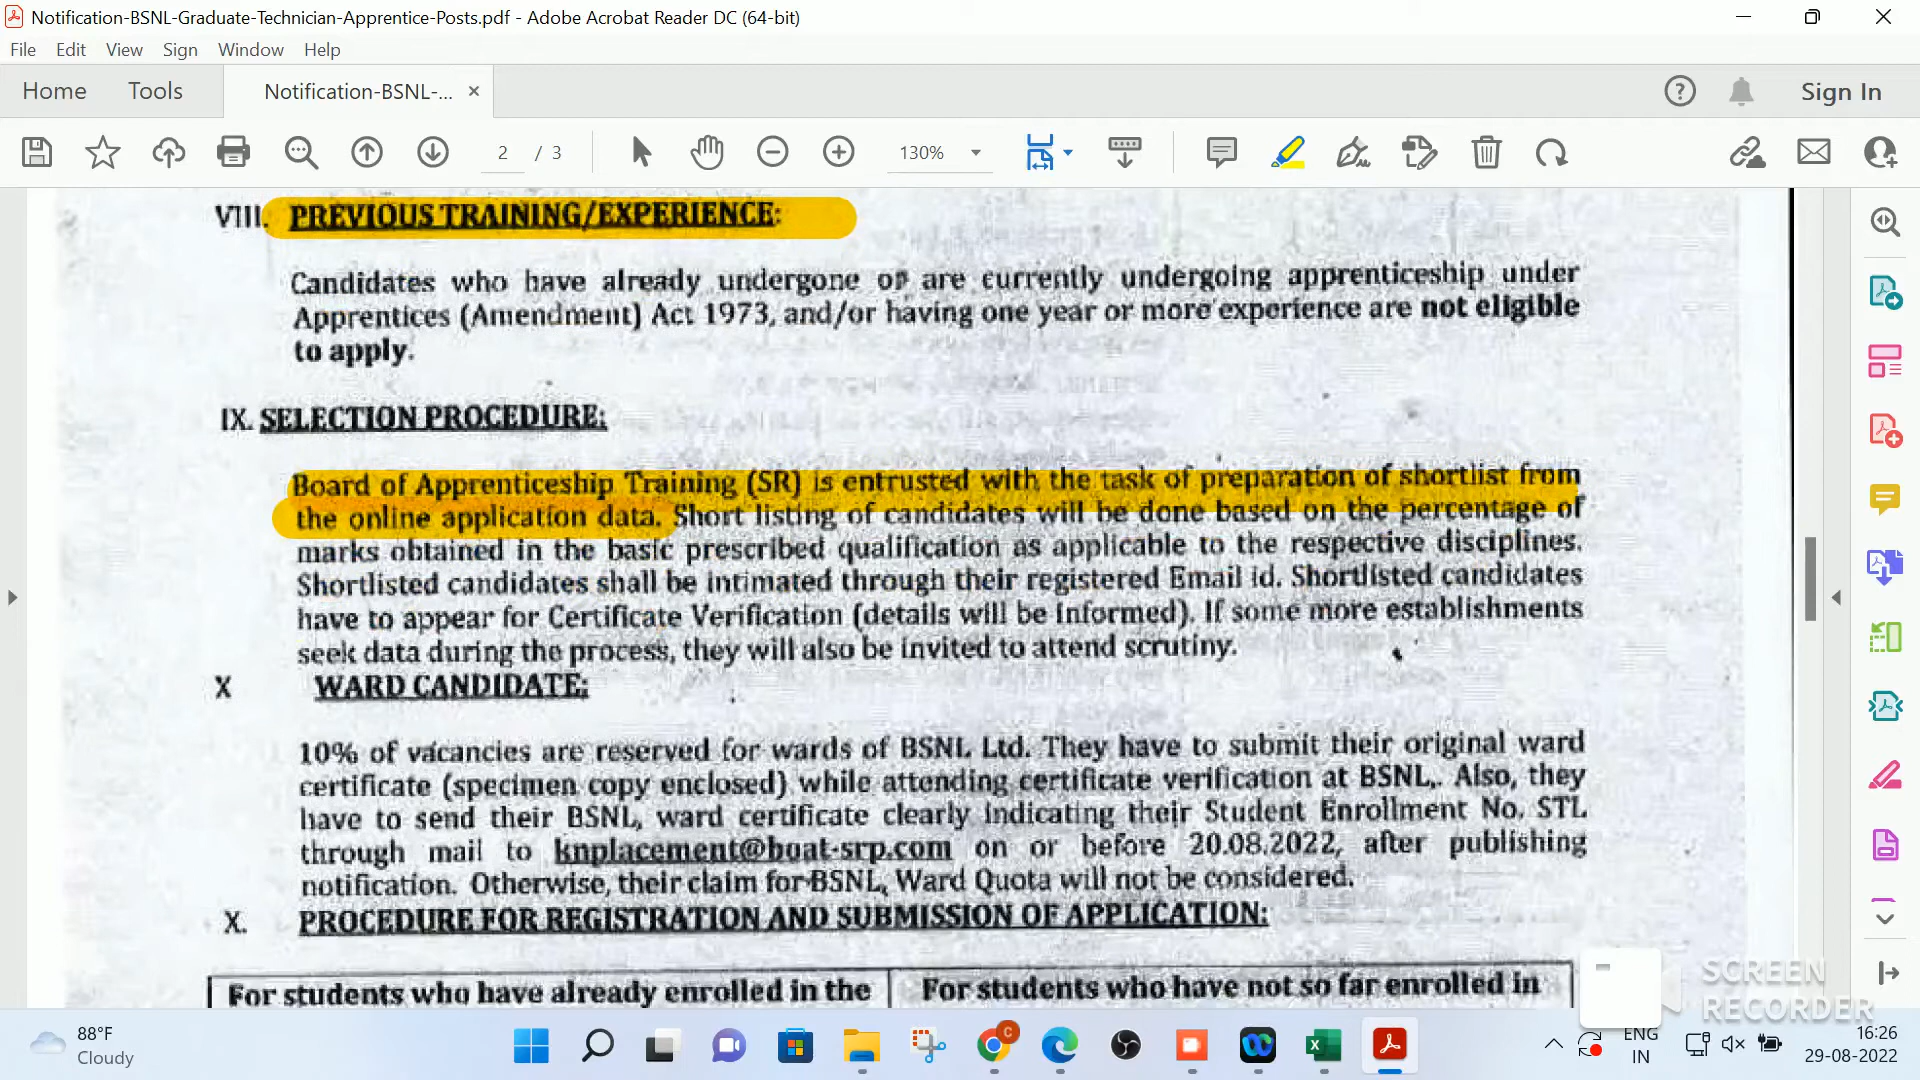 Notification-BSNL-Graduate-Technician-Apprentice-Posts.pdf - Adobe Acrobat Reader DC (64-bit)
File Edit View Sign Window Help
Home Tools Notification-BSNL-... × Sign In
2 / 3 130%
VIII. PREVIOUS TRAINING/EXPERIENCE:
Candidates who have already undergone or are currently undergoing apprenticeship under
Apprentices (Amendment) Act 1973, and/or having one year or more experience are not eligible
to apply.
IX. SELECTION PROCEDURE:
Board of Apprenticeship Training (SR) is entrusted with the task of preparation of shortlist from
the online application data. Short listing of candidates will be done based on the percentage of
marks obtained in the basic prescribed qualification as applicable to the respective disciplines.
Shortlisted candidates shall be intimated through their registered Email id. Shortlisted candidates
have to appear for Certificate Verification (details will be informed). If some more establishments
seek data during the process, they will also be invited to attend scrutiny.
X WARD CANDIDATE:
10% of vacancies are reserved for wards of BSNL Ltd. They have to submit their original ward
certificate (specimen copy enclosed) while attending certificate verification at BSNL,. Also, they
have to send their BSNL, ward certificate clearly indicating their Student Enrollment No. STL
through mail to knplacement@boat-srp.com on or before 20.08.2022, after publishing
notification. Otherwise, their claim for BSNL, Ward Quota will not be considered.
X. PROCEDURE FOR REGISTRATION AND SUBMISSION OF APPLICATION:
For students who have already enrolled in the For students who have not so far enrolled in
SCREEN
RECORDER
88°F
Cloudy
C
ENG
IN
16:26
29-08-2022